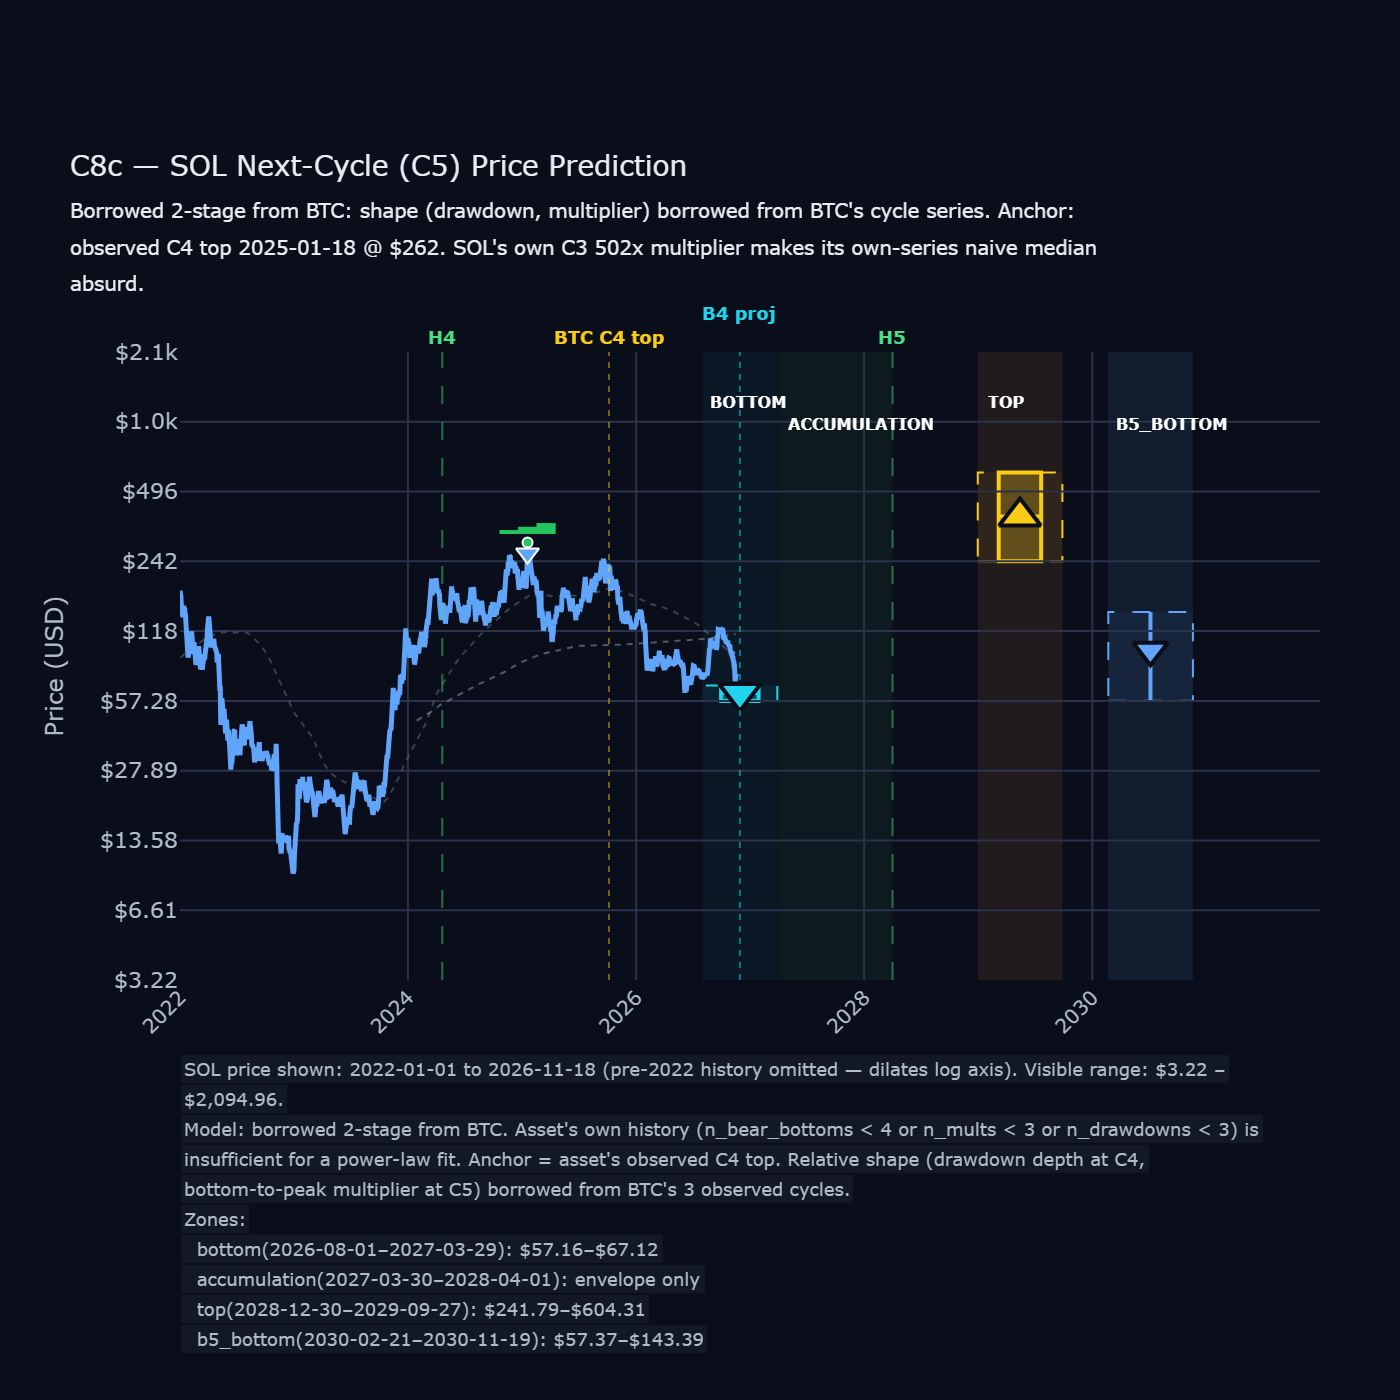 C8c — SOL Next-Cycle (C5) Price Prediction
Borrowed 2-stage from BTC: shape (drawdown, multiplier) borrowed from BTC's cycle series. Anchor:
observed C4 top 2025-01-18 @ $262. SOL's own C3 502x multiplier makes its own-series naive median
absurd.
B4 proj
H4
BTC C4 top
H5
$2.1k
$1.0k
$496
$242
$118
$57.28
$27.89
$13.58
$6.61
$3.22
Price (USD)
BOTTOM
ACCUMULATION
TOP
B5_BOTTOM
2022
2024
2026
2028
2030
SOL price shown: 2022-01-01 to 2026-11-18 (pre-2022 history omitted — dilates log axis). Visible range: $3.22 –
$2,094.96.
Model: borrowed 2-stage from BTC. Asset's own history (n_bear_bottoms < 4 or n_mults < 3 or n_drawdowns < 3) is
insufficient for a power-law fit. Anchor = asset's observed C4 top. Relative shape (drawdown depth at C4,
bottom-to-peak multiplier at C5) borrowed from BTC's 3 observed cycles.
Zones:
bottom(2026-08-01–2027-03-29): $57.16–$67.12
accumulation(2027-03-30–2028-04-01): envelope only
top(2028-12-30–2029-09-27): $241.79–$604.31
b5_bottom(2030-02-21–2030-11-19): $57.37–$143.39